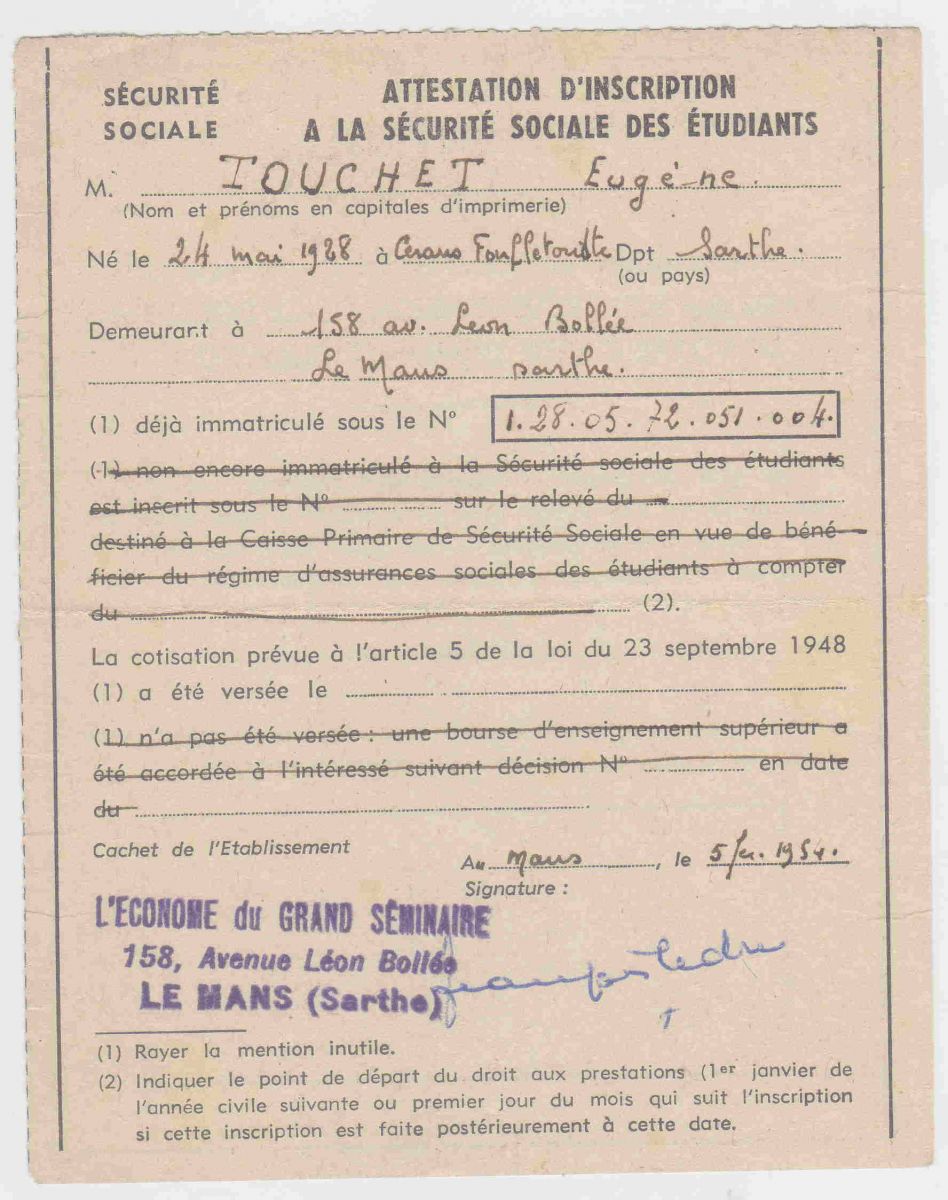 SÉCURITÉ SOCIALE
ATTESTATION D'INSCRIPTION
A LA SÉCURITÉ SOCIALE DES ÉTUDIANTS
M. TOUCHET Eugène.
(Nom et prénoms en capitales d'imprimerie)
Né le 24 mai 1928 à Cerans Foulletourte Dpt Sarthe.
(ou pays)
Demeurant à 158 av. Leon Bollée
Le Mans sarthe.
(1) déjà immatriculé sous le N° 1.28.05.72.051.004.
(1) non encore immatriculé à la Sécurité sociale des étudiants
est inscrit sous le N° sur le relevé du
destiné à la Caisse Primaire de Sécurité Sociale en vue de béné-
ficier du régime d'assurances sociales des étudiants à compter
du (2).
La cotisation prévue à l'article 5 de la loi du 23 septembre 1948
(1) a été versée le
(1) n'a pas été versée : une bourse d'enseignement supérieur a
été accordée à l'intéressé suivant décision N° en date
du
Cachet de l'Etablissement
Au Mans, le 5 1954.
Signature :
L'ECONOME du GRAND SÉMINAIRE
158, Avenue Léon Bollée
LE MANS (Sarthe)
(1) Rayer la mention inutile.
(2) Indiquer le point de départ du droit aux prestations (1er janvier de
l'année civile suivante ou premier jour du mois qui suit l'inscription
si cette inscription est faite postérieurement à cette date.